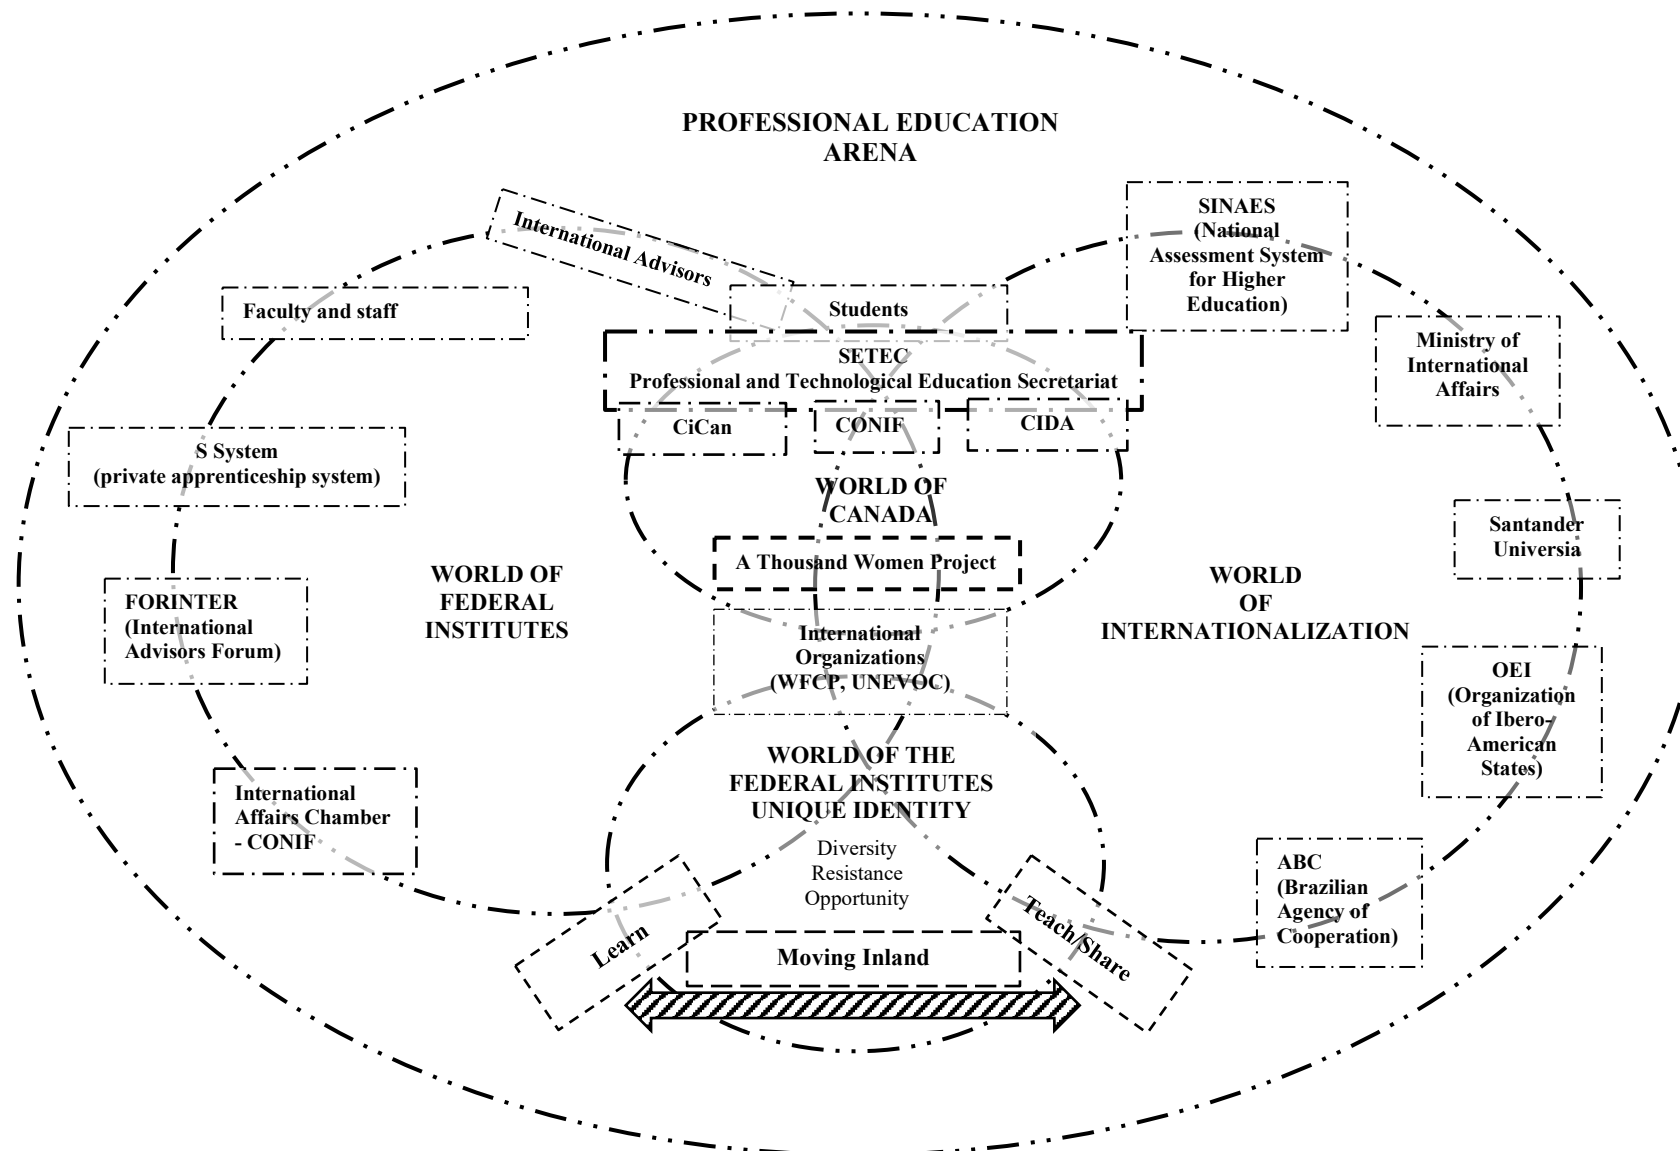 PROFESSIONAL EDUCATION
ARENA
International Advisors
SINAES
(National
Assessment System
for Higher
Education)
Faculty and staff
Students
Ministry of
International
Affairs
SETEC
Professional and Technological Education Secretariat
CiCan
CONIF
CIDA
S System
(private apprenticeship system)
WORLD OF
CANADA
Santander
Universia
A Thousand Women Project
WORLD OF
FEDERAL
INSTITUTES
WORLD
OF
INTERNATIONALIZATION
FORINTER
(International
Advisors Forum)
International
Organizations
(WFCP, UNEVOC)
OEI
(Organization
of Ibero-
American
States)
WORLD OF THE
FEDERAL INSTITUTES
UNIQUE IDENTITY
International
Affairs Chamber
- CONIF
Diversity
Resistance
Opportunity
ABC
(Brazilian
Agency of
Cooperation)
Learn
Moving Inland
Teach/Share